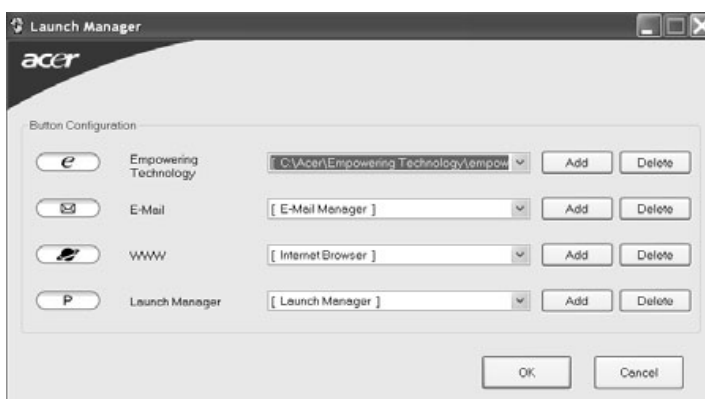 Launch Manager
acer
Button Configuration
e Empowering Technology [ C:\Acer\Empowering Technology\empow Add Delete
E-Mail [ E-Mail Manager ] Add Delete
WWW [ Internet Browser ] Add Delete
P Launch Manager [ Launch Manager ] Add Delete
OK Cancel